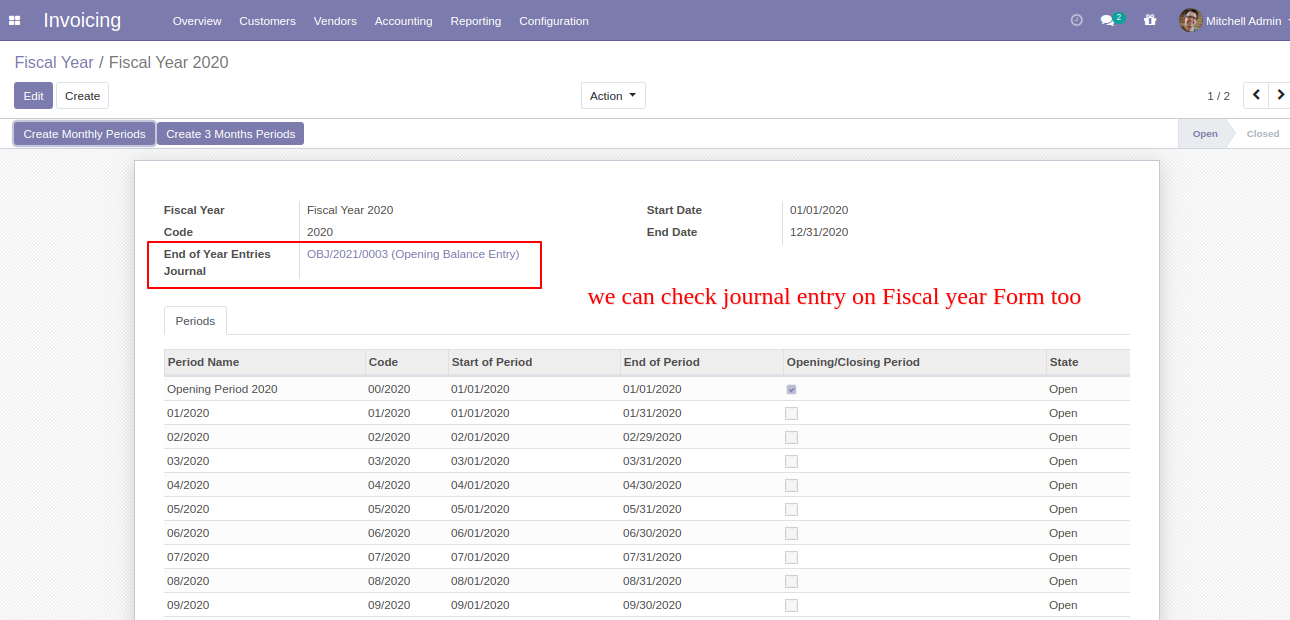 Invoicing Overview Customers Vendors Accounting Reporting Configuration 2 Mitchell Admin
Fiscal Year / Fiscal Year 2020
Edit Create Action 1 / 2
Create Monthly Periods Create 3 Months Periods Open Closed
Fiscal Year Fiscal Year 2020 Start Date 01/01/2020
Code 2020 End Date 12/31/2020
End of Year Entries Journal OBJ/2021/0003 (Opening Balance Entry)
we can check journal entry on Fiscal year Form too
Periods
Period Name Code Start of Period End of Period Opening/Closing Period State
Opening Period 2020 00/2020 01/01/2020 01/01/2020 Open
01/2020 01/2020 01/01/2020 01/31/2020 Open
02/2020 02/2020 02/01/2020 02/29/2020 Open
03/2020 03/2020 03/01/2020 03/31/2020 Open
04/2020 04/2020 04/01/2020 04/30/2020 Open
05/2020 05/2020 05/01/2020 05/31/2020 Open
06/2020 06/2020 06/01/2020 06/30/2020 Open
07/2020 07/2020 07/01/2020 07/31/2020 Open
08/2020 08/2020 08/01/2020 08/31/2020 Open
09/2020 09/2020 09/01/2020 09/30/2020 Open